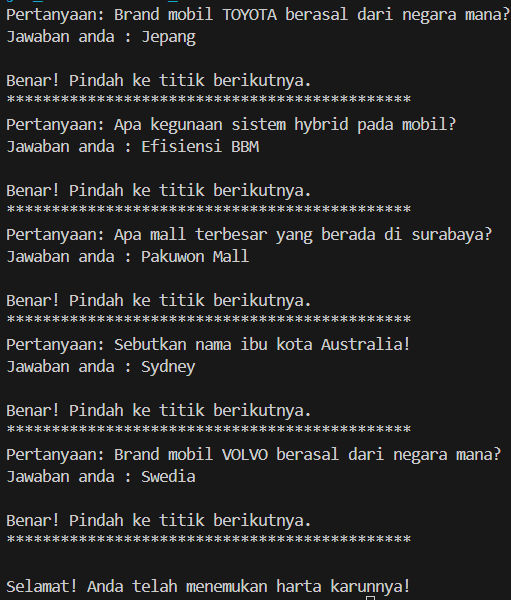 Pertanyaan: Brand mobil TOYOTA berasal dari negara mana?
Jawaban anda : Jepang
Benar! Pindah ke titik berikutnya.
*********************************************
Pertanyaan: Apa kegunaan sistem hybrid pada mobil?
Jawaban anda : Efisiensi BBM
Benar! Pindah ke titik berikutnya.
*********************************************
Pertanyaan: Apa mall terbesar yang berada di surabaya?
Jawaban anda : Pakuwon Mall
Benar! Pindah ke titik berikutnya.
*********************************************
Pertanyaan: Sebutkan nama ibu kota Australia!
Jawaban anda : Sydney
Benar! Pindah ke titik berikutnya.
*********************************************
Pertanyaan: Brand mobil VOLVO berasal dari negara mana?
Jawaban anda : Swedia
Benar! Pindah ke titik berikutnya.
*********************************************
Selamat! Anda telah menemukan harta karunnya!